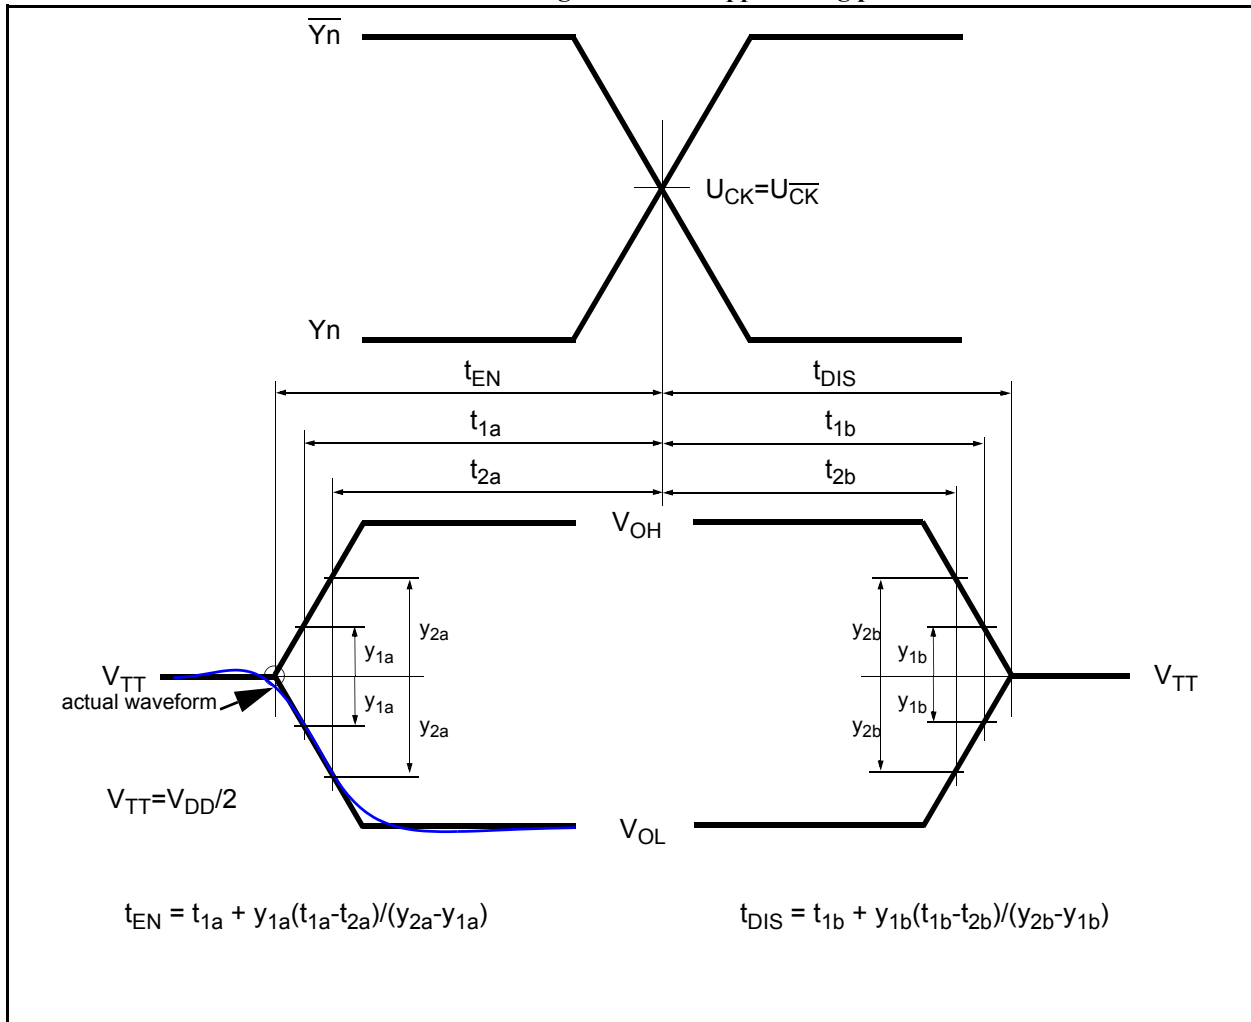 Y̅n̅
U_CK=U_C̅K̅
Yn
t_EN t_DIS
t_1a t_1b
t_2a t_2b
V_OH
y_2a y_2b
y_1a y_1b
V_TT V_TT
actual waveform
y_1a y_1b
y_2a y_2b
V_TT=V_DD/2
V_OL
t_EN = t_1a + y_1a(t_1a-t_2a)/(y_2a-y_1a) t_DIS = t_1b + y_1b(t_1b-t_2b)/(y_2b-y_1b)